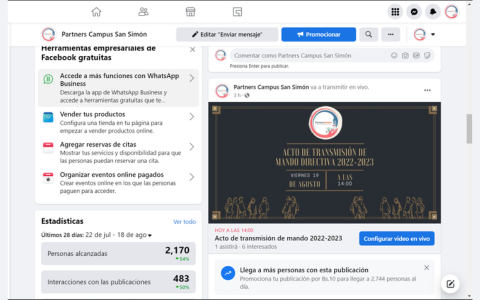 Partners Campus San Simón
Editar "Enviar mensaje"
Promocionar
Herramientas empresariales de
Facebook gratuitas
Accede a más funciones con WhatsApp
Business
Descarga la app de WhatsApp Business y
accede a herramientas gratuitas que te...
Vender tus productos
Configura una tienda en tu página para
empezar a vender productos online.
Agregar reservas de citas
Mostrar tus servicios y disponibilidad para que
las personas puedan reservar una cita.
Organizar eventos online pagados
Crear eventos online en los que las personas
paguen para acceder.
Estadísticas
Ver todo
Últimos 28 días: 22 de jul - 18 de ago
Personas alcanzadas
2,170
54%
Interacciones con las publicaciones
483
50%
Comentar como Partners Campus San Simón
Presiona Enter para publicar.
Partners Campus San Simón va a transmitir en vivo.
2 h
ACTO DE TRANSMISIÓN DE
MANDO DIRECTIVA 2022-2023
VIERNES 19
DE AGOSTO
A LAS
14:00
HOY A LAS 14:00
Acto de transmisión de mando 2022-2023
1 asistirá · 6 interesados
Configurar video en vivo
Llega a más personas con esta publicación
Promociona tu publicación por Bs.10 para llegar a 2.744 personas al
día.